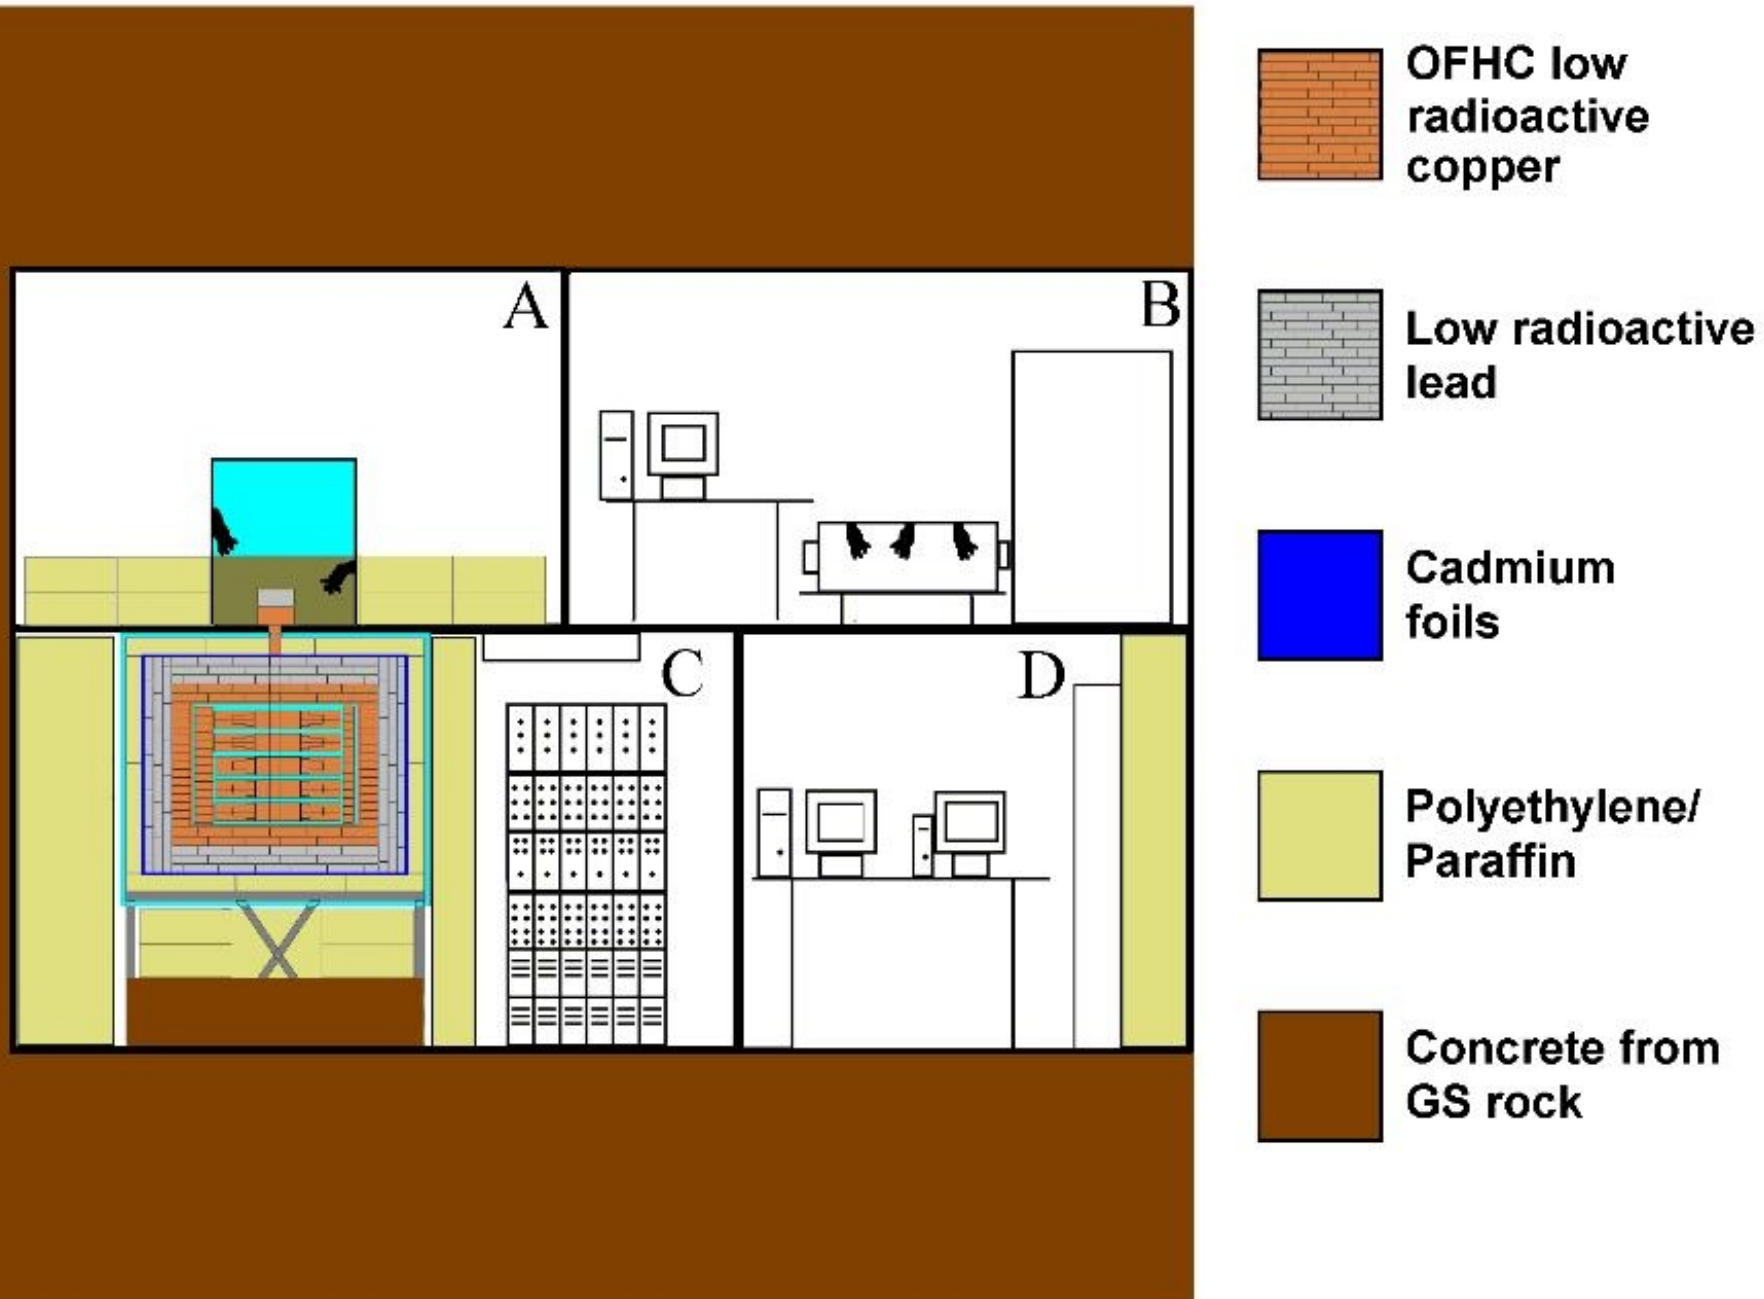 A
B
C
D
OFHC low
radioactive
copper
Low radioactive
lead
Cadmium
foils
Polyethylene/
Paraffin
Concrete from
GS rock